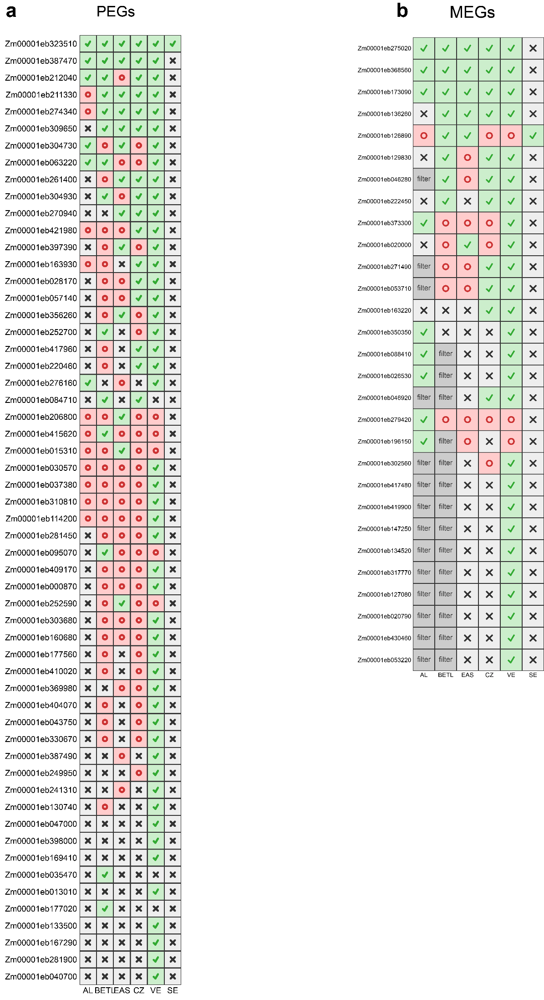 a PEGs
Zm00001eb323510
Zm00001eb387470
Zm00001eb212040
Zm00001eb211330
Zm00001eb274340
Zm00001eb309650
Zm00001eb304730
Zm00001eb063220
Zm00001eb261400
Zm00001eb304930
Zm00001eb270940
Zm00001eb421980
Zm00001eb397390
Zm00001eb163930
Zm00001eb028170
Zm00001eb057140
Zm00001eb356260
Zm00001eb252700
Zm00001eb417960
Zm00001eb220460
Zm00001eb276160
Zm00001eb084710
Zm00001eb206800
Zm00001eb415620
Zm00001eb015310
Zm00001eb030570
Zm00001eb037380
Zm00001eb310810
Zm00001eb114200
Zm00001eb281450
Zm00001eb095070
Zm00001eb409170
Zm00001eb000870
Zm00001eb252590
Zm00001eb303680
Zm00001eb160680
Zm00001eb177560
Zm00001eb410020
Zm00001eb369980
Zm00001eb404070
Zm00001eb043750
Zm00001eb330670
Zm00001eb387490
Zm00001eb249950
Zm00001eb241310
Zm00001eb130740
Zm00001eb047000
Zm00001eb398000
Zm00001eb169410
Zm00001eb035470
Zm00001eb013010
Zm00001eb177020
Zm00001eb133500
Zm00001eb167290
Zm00001eb281900
Zm00001eb040700
AL BETL EAS CZ VE SE
b MEGs
Zm00001eb275020
Zm00001eb368560
Zm00001eb173090
Zm00001eb136260
Zm00001eb126890
Zm00001eb129830
Zm00001eb046280 filter
Zm00001eb222450
Zm00001eb373300
Zm00001eb020000
Zm00001eb271490 filter
Zm00001eb053710 filter
Zm00001eb163220
Zm00001eb350350
Zm00001eb088410 filter
Zm00001eb026530 filter
Zm00001eb046920 filter filter
Zm00001eb279420
Zm00001eb196150 filter
Zm00001eb302560 filter filter
Zm00001eb417480 filter filter
Zm00001eb419900 filter filter
Zm00001eb147250 filter filter
Zm00001eb134520 filter filter
Zm00001eb317770 filter filter
Zm00001eb127080 filter filter
Zm00001eb020790 filter filter
Zm00001eb430460 filter filter
Zm00001eb053220 filter filter
AL BETL EAS CZ VE SE